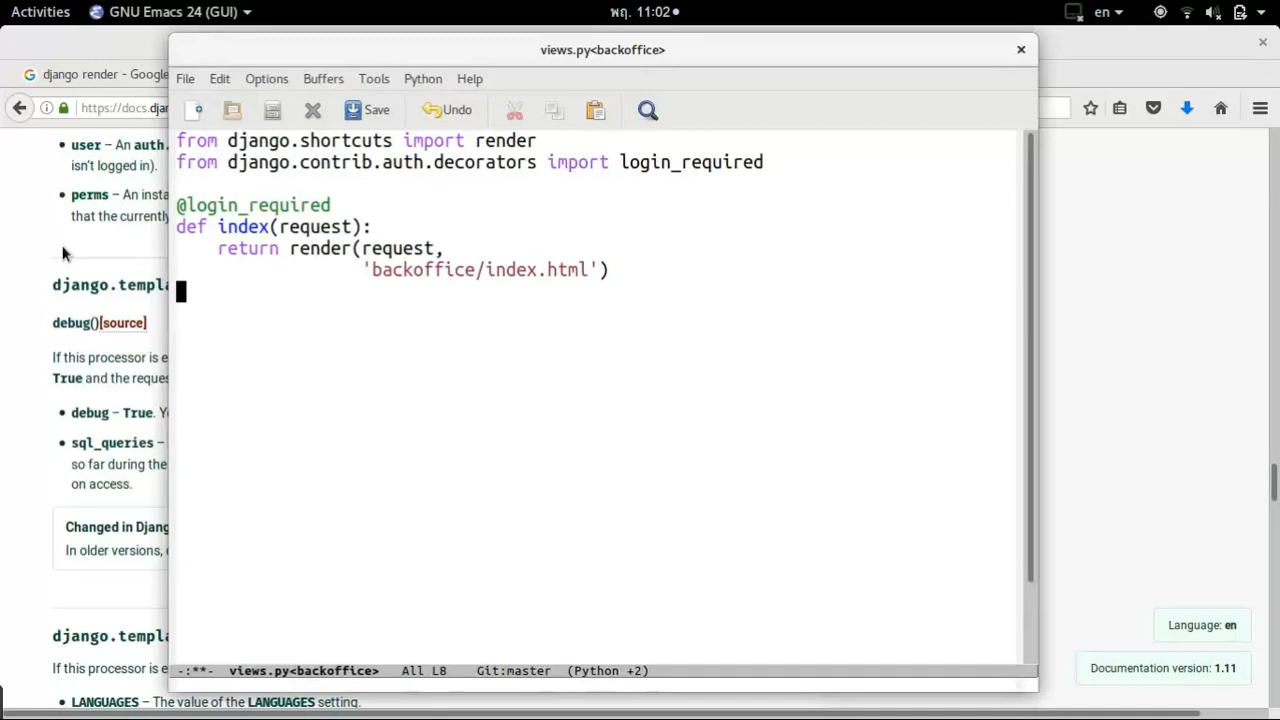 Activities GNU Emacs 24 (GUI) พฤ. 11:02 en
views.py<backoffice>
django render - Google
https://docs.djan
File Edit Options Buffers Tools Python Help
Save Undo
from django.shortcuts import render
from django.contrib.auth.decorators import login_required
@login_required
def index(request):
return render(request,
'backoffice/index.html')
-:**- views.py<backoffice> All L8 Git:master (Python +2)
user – An auth.
isn't logged in).
perms – An insta
that the currently
django.templa
debug()[source]
If this processor is e
True and the reques
debug – True. Y
sql_queries –
so far during the
on access.
Changed in Djang
In older versions,
django.templa
If this processor is e
LANGUAGES – The value of the LANGUAGES setting.
Language: en
Documentation version: 1.11